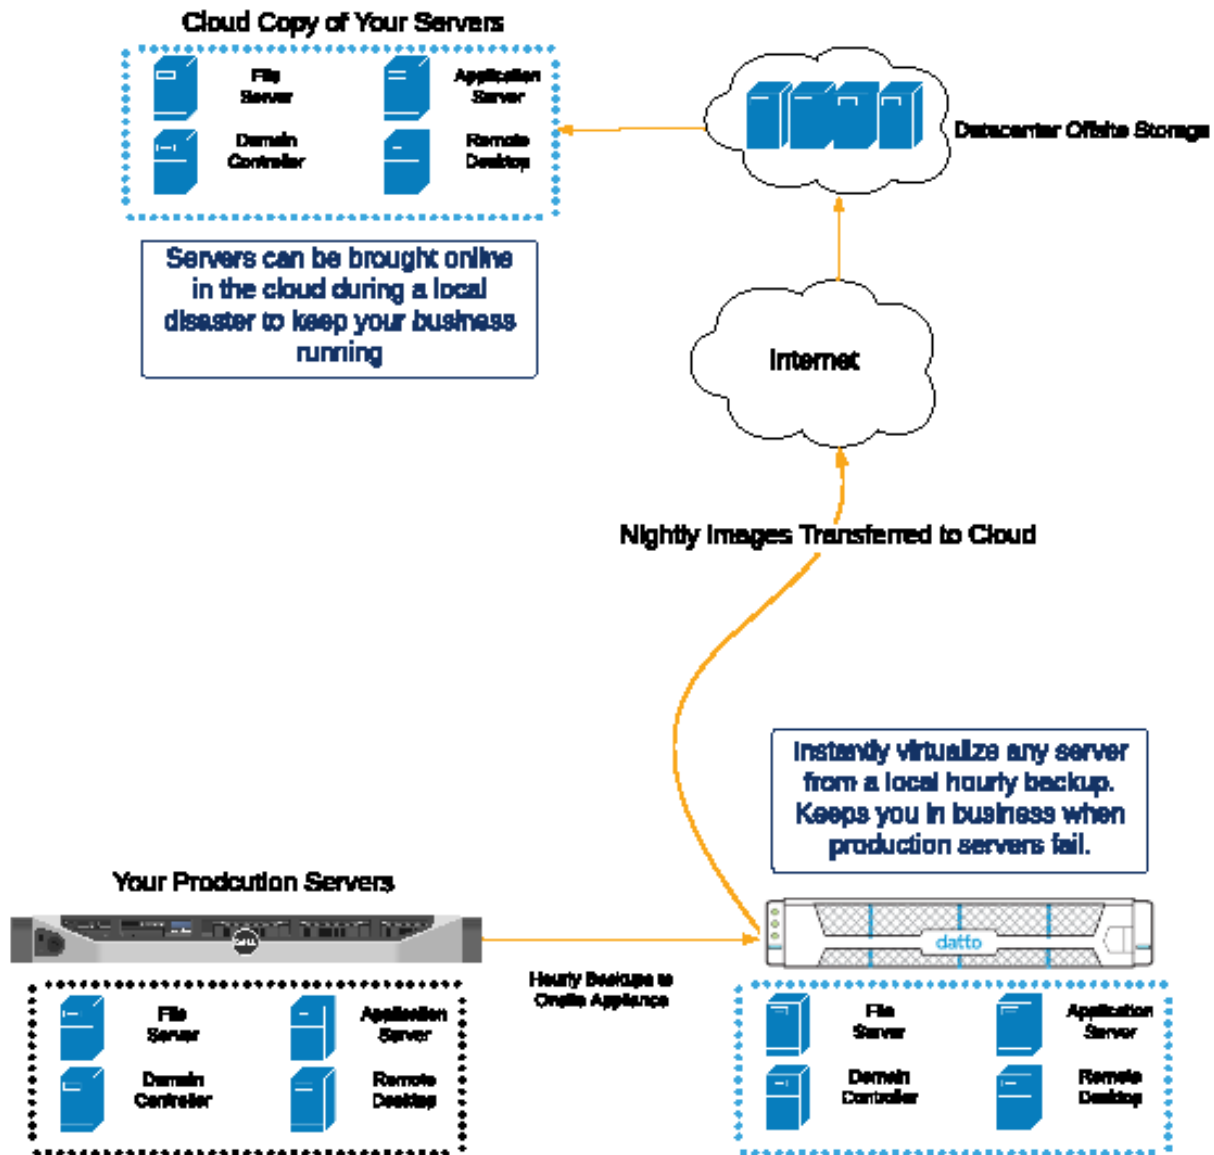 Cloud Copy of Your Servers
File
Server
Application
Server
Domain
Controller
Remote
Desktop
Datacenter Offsite Storage
Servers can be brought online
in the cloud during a local
disaster to keep your business
running
Internet
Nightly Images Transferred to Cloud
Instantly virtualize any server
from a local hourly backup.
Keeps you in business when
production servers fail.
Your Prodcution Servers
DELL
datto
Hourly Backups to
Onsite Appliance
File
Server
Application
Server
Domain
Controller
Remote
Desktop
File
Server
Application
Server
Domain
Controller
Remote
Desktop